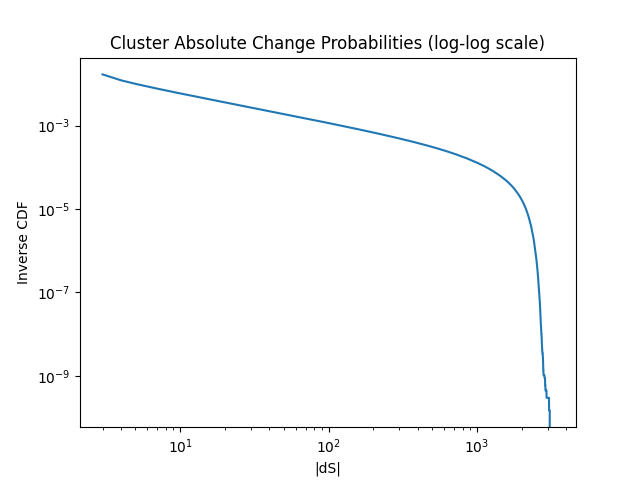 Cluster Absolute Change Probabilities (log-log scale)
Inverse CDF
10⁻³
10⁻⁵
10⁻⁷
10⁻⁹
10¹ 10² 10³
|dS|